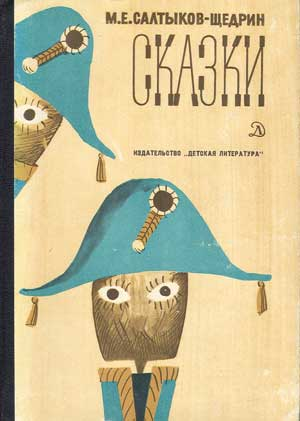 М.Е.САЛТЫКОВ-ЩЕДРИН
СКАЗКИ
Д
ИЗДАТЕЛЬСТВО „ДЕТСКАЯ ЛИТЕРАТУРА"